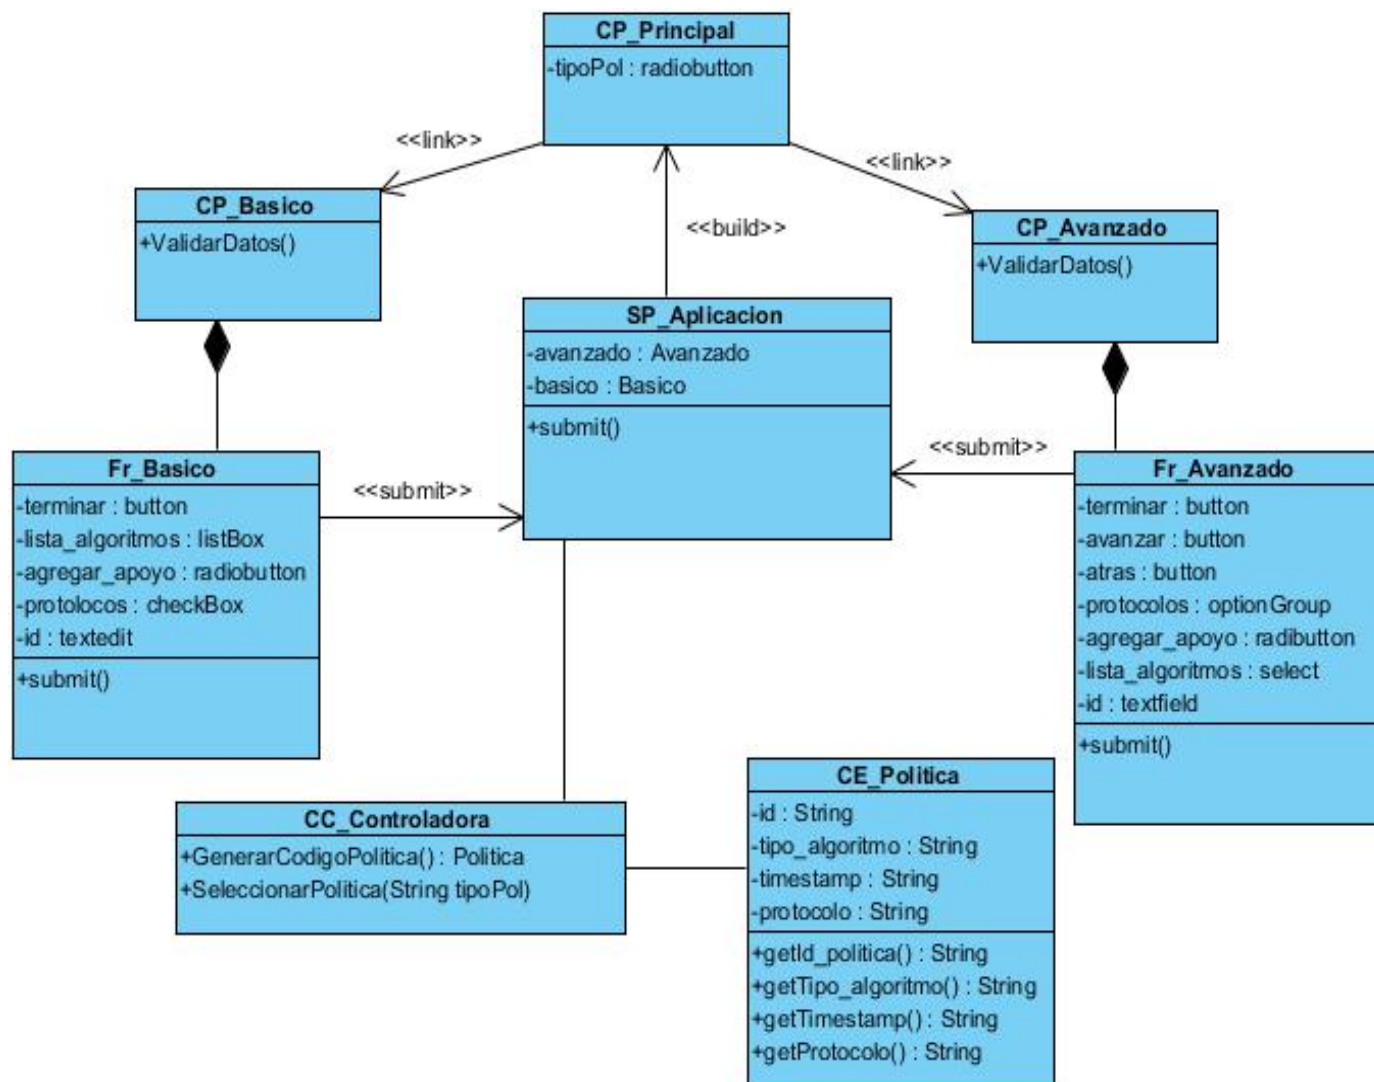 CP_Principal
-tipoPol : radiobutton
<<link>>
<<link>>
CP_Basico
+ValidarDatos()
<<build>>
CP_Avanzado
+ValidarDatos()
SP_Aplicacion
-avanzado : Avanzado
-basico : Basico
+submit()
Fr_Basico
-terminar : button
-lista_algoritmos : listBox
-agregar_apoyo : radiobutton
-protolocos : checkBox
-id : textedit
+submit()
<<submit>>
<<submit>>
Fr_Avanzado
-terminar : button
-avanzar : button
-atras : button
-protocolos : optionGroup
-agregar_apoyo : radibutton
-lista_algoritmos : select
-id : textfield
+submit()
CC_Controladora
+GenerarCodigoPolitica() : Politica
+SeleccionarPolitica(String tipoPol)
CE_Politica
-id : String
-tipo_algoritmo : String
-timestamp : String
-protocolo : String
+getId_politica() : String
+getTipo_algoritmo() : String
+getTimestamp() : String
+getProtocolo() : String